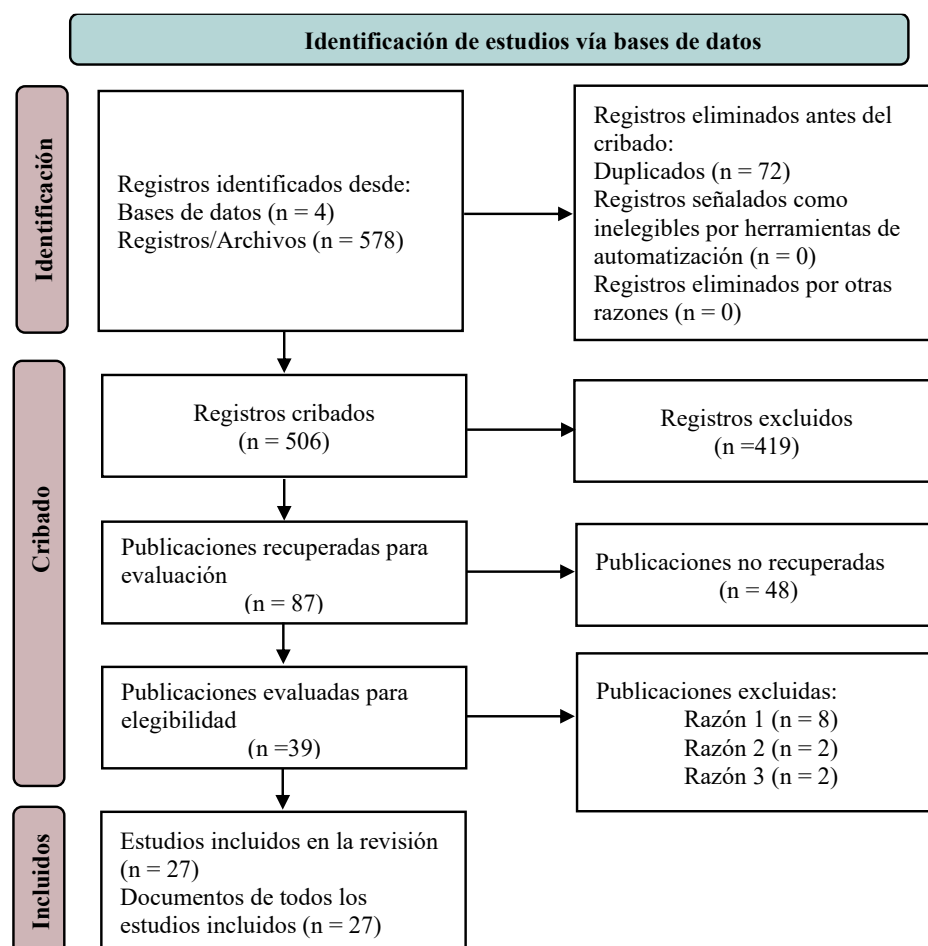 Identificación de estudios vía bases de datos
Identificación
Registros identificados desde:
Bases de datos (n = 4)
Registros/Archivos (n = 578)
Registros eliminados antes del
cribado:
Duplicados (n = 72)
Registros señalados como
inelegibles por herramientas de
automatización (n = 0)
Registros eliminados por otras
razones (n = 0)
Cribado
Registros cribados
(n = 506)
Registros excluidos
(n =419)
Publicaciones recuperadas para
evaluación
(n = 87)
Publicaciones no recuperadas
(n = 48)
Publicaciones evaluadas para
elegibilidad
(n =39)
Publicaciones excluidas:
Razón 1 (n = 8)
Razón 2 (n = 2)
Razón 3 (n = 2)
Incluidos
Estudios incluidos en la revisión
(n = 27)
Documentos de todos los
estudios incluidos (n = 27)